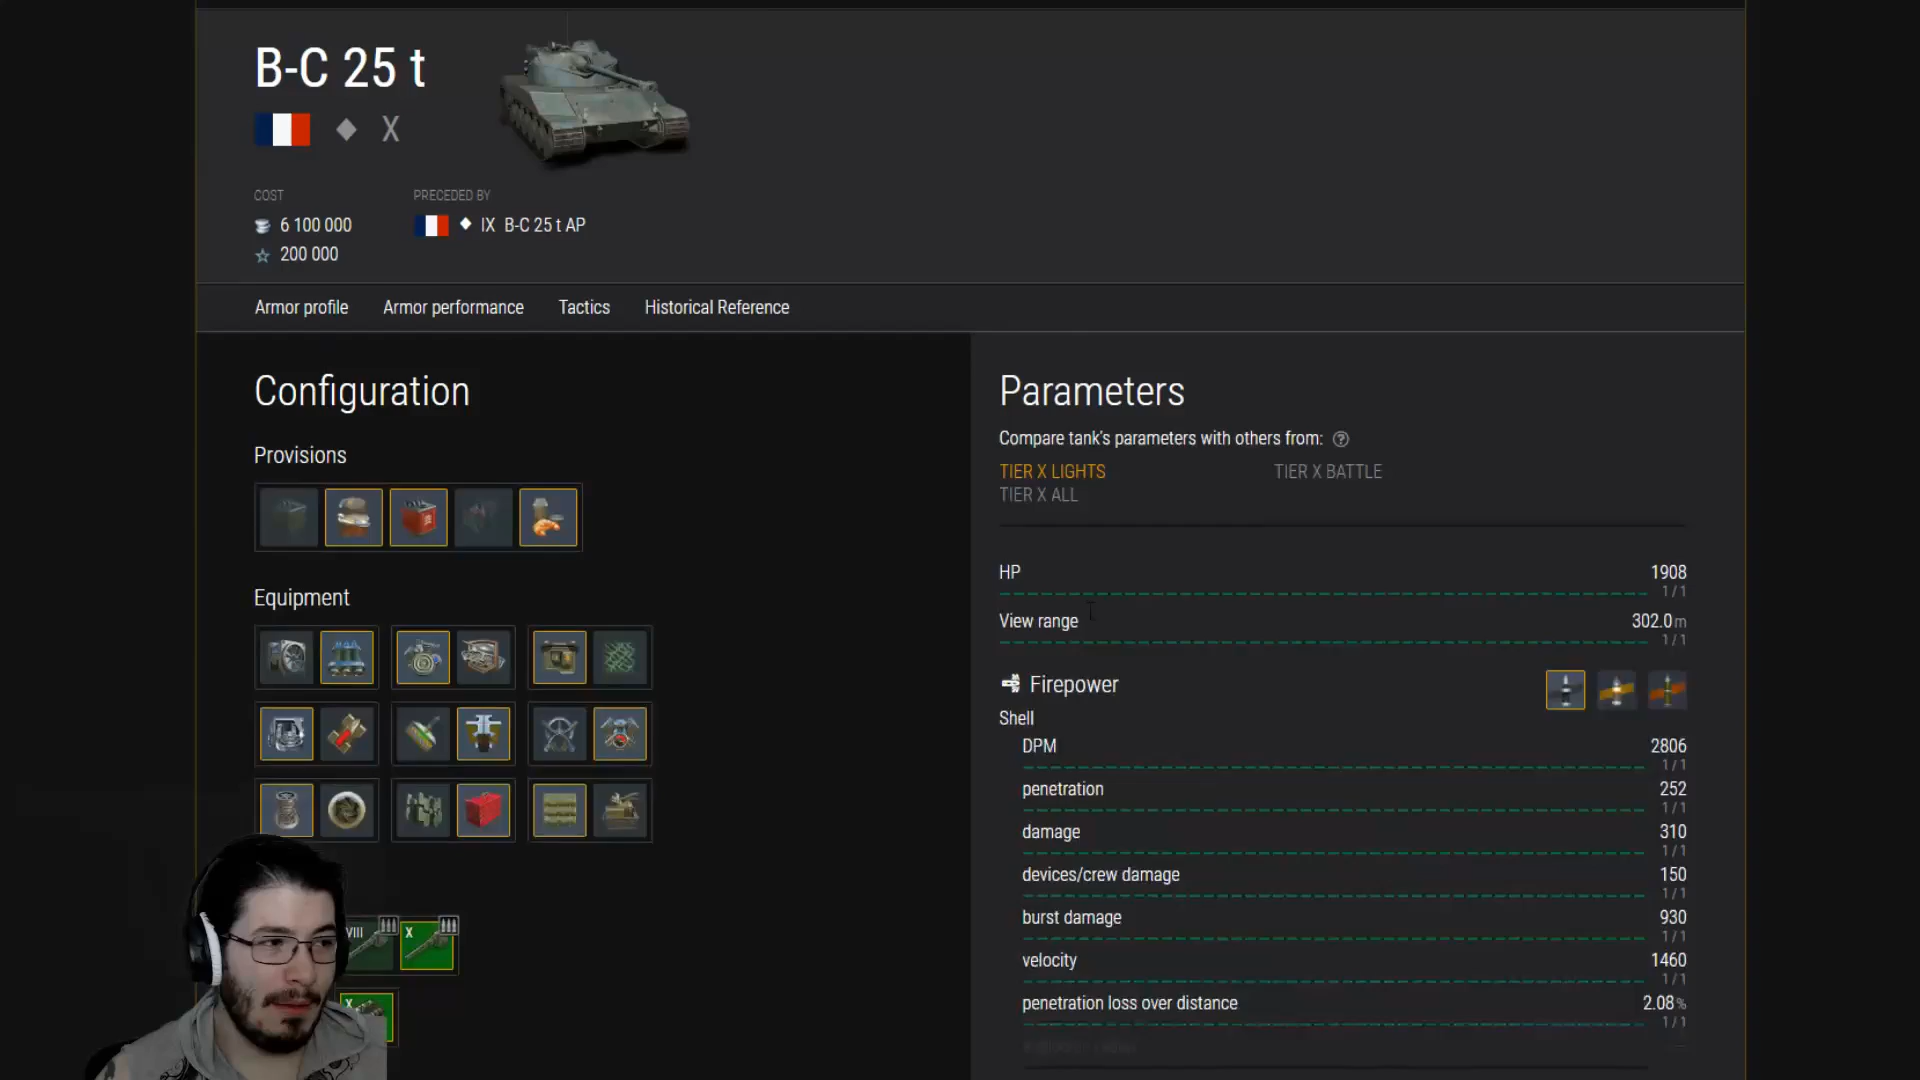 B-C 25 t
X
COST
6 100 000
200 000
PRECEDED BY
IX B-C 25 t AP
Armor profile
Armor performance
Tactics
Historical Reference
Configuration
Provisions
Equipment
VIII
X
X
Parameters
Compare tank's parameters with others from: ?
TIER X LIGHTS
TIER X BATTLE
TIER X ALL
HP 1908
1 / 1
View range 302.0 m
1 / 1
Firepower
Shell
DPM 2806
1 / 1
penetration 252
1 / 1
damage 310
1 / 1
devices/crew damage 150
1 / 1
burst damage 930
1 / 1
velocity 1460
1 / 1
penetration loss over distance 2.08 %
1 / 1